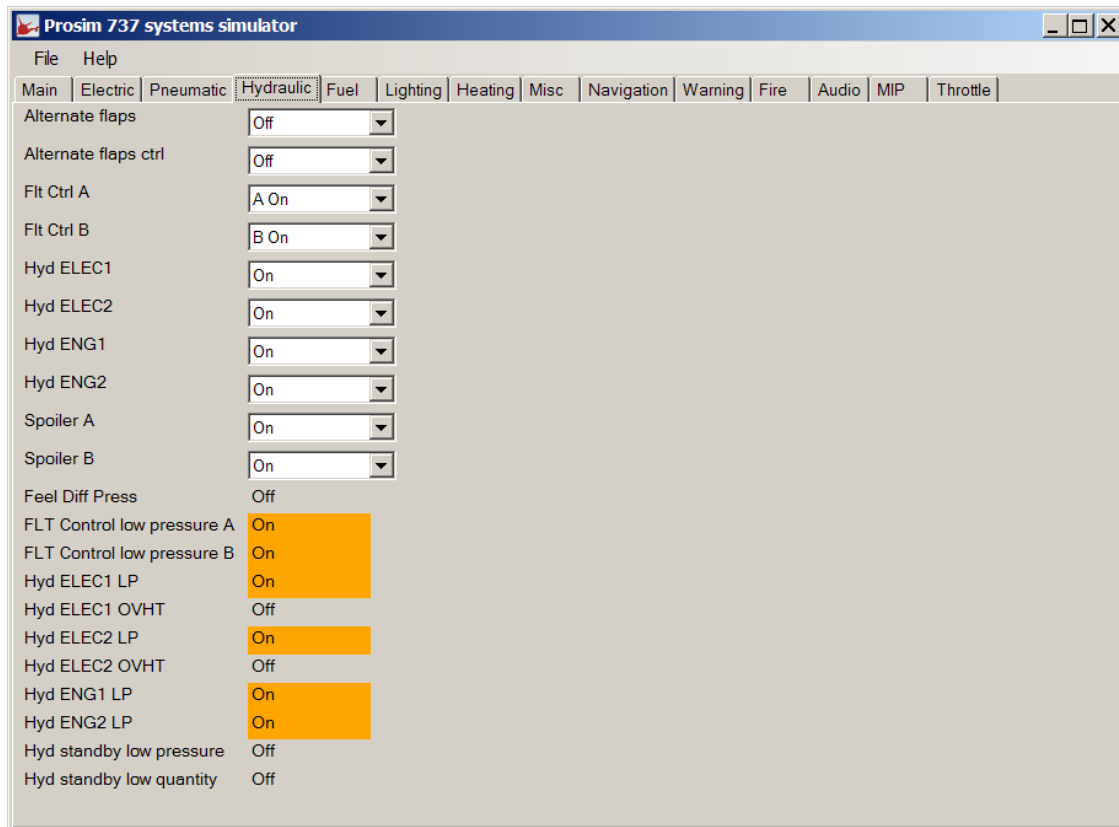 Prosim 737 systems simulator
File Help
Main Electric Pneumatic Hydraulic Fuel Lighting Heating Misc Navigation Warning Fire Audio MIP Throttle
Alternate flaps Off
Alternate flaps ctrl Off
Flt Ctrl A A On
Flt Ctrl B B On
Hyd ELEC1 On
Hyd ELEC2 On
Hyd ENG1 On
Hyd ENG2 On
Spoiler A On
Spoiler B On
Feel Diff Press Off
FLT Control low pressure A On
FLT Control low pressure B On
Hyd ELEC1 LP On
Hyd ELEC1 OVHT Off
Hyd ELEC2 LP On
Hyd ELEC2 OVHT Off
Hyd ENG1 LP On
Hyd ENG2 LP On
Hyd standby low pressure Off
Hyd standby low quantity Off